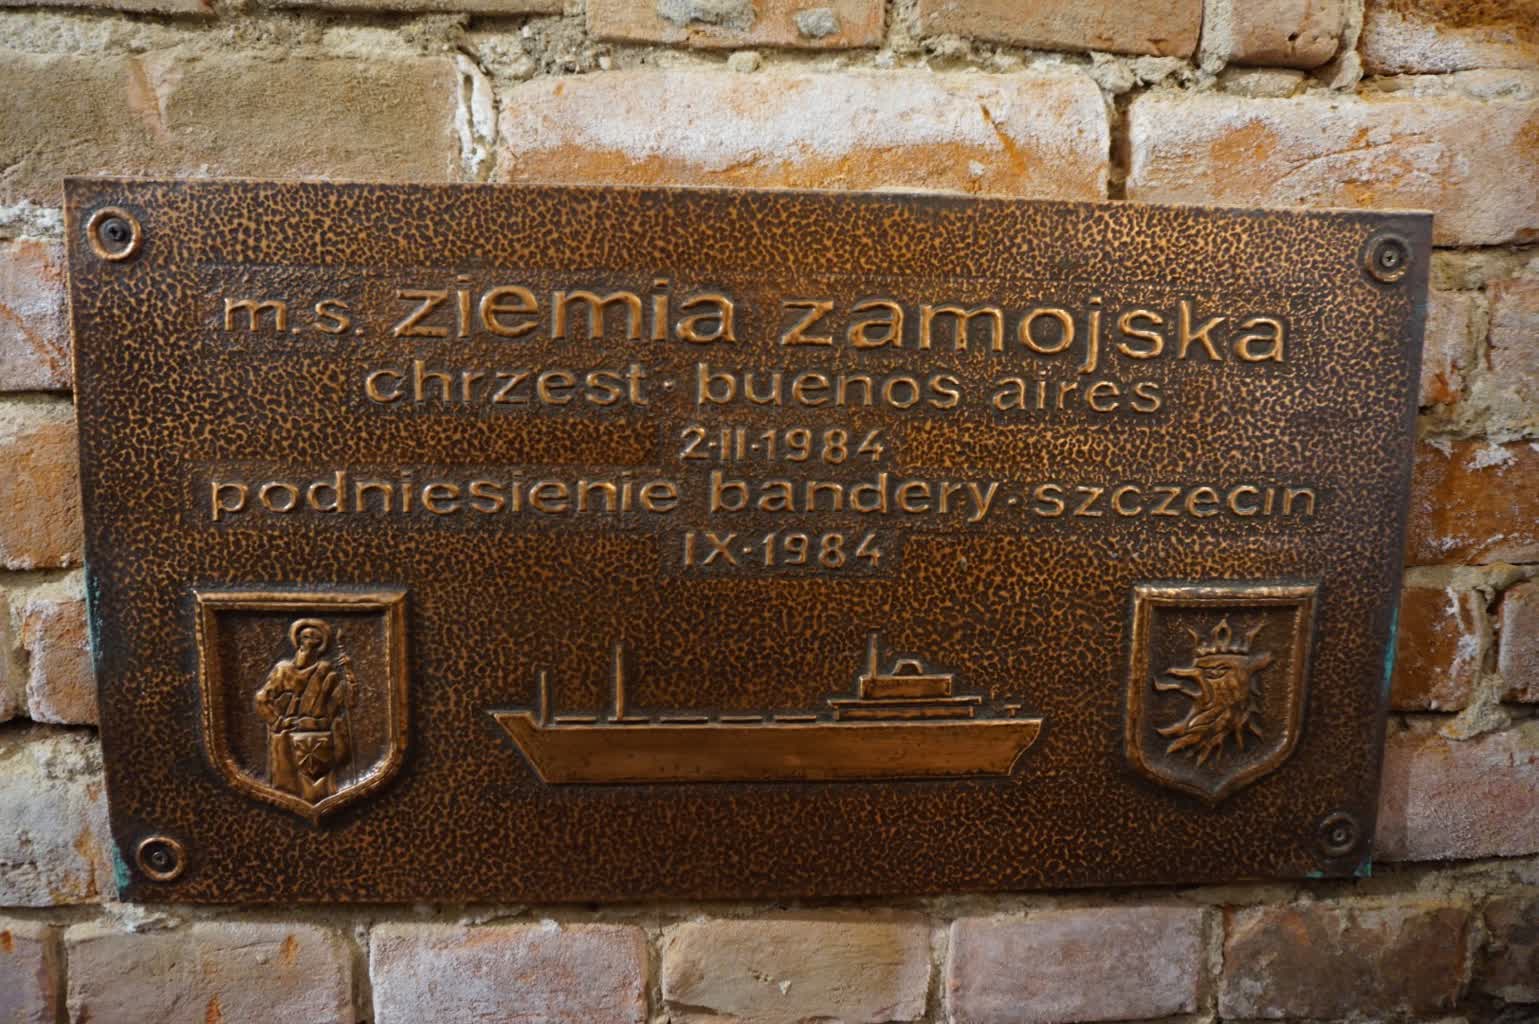 m.s. ziemia zamojska
chrzest · buenos aires
2·II·1984
podniesienie bandery · szczecin
IX·1984